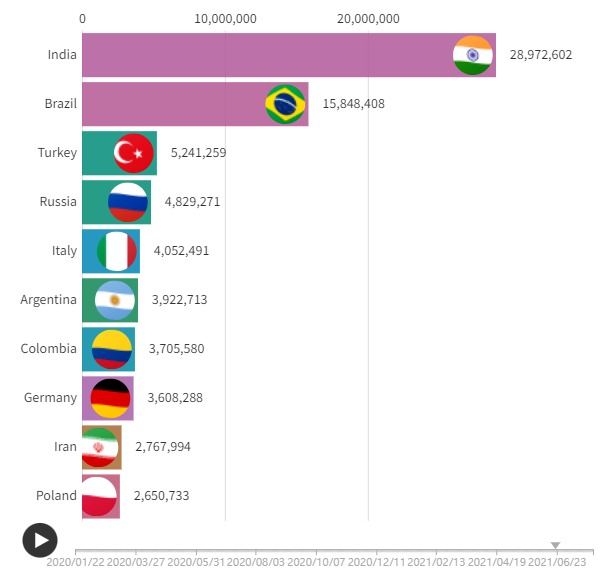 0 10,000,000 20,000,000
India 28,972,602
Brazil 15,848,408
Turkey 5,241,259
Russia 4,829,271
Italy 4,052,491
Argentina 3,922,713
Colombia 3,705,580
Germany 3,608,288
Iran 2,767,994
Poland 2,650,733
2020/01/22 2020/03/27 2020/05/31 2020/08/03 2020/10/07 2020/12/11 2021/02/13 2021/04/19 2021/06/23